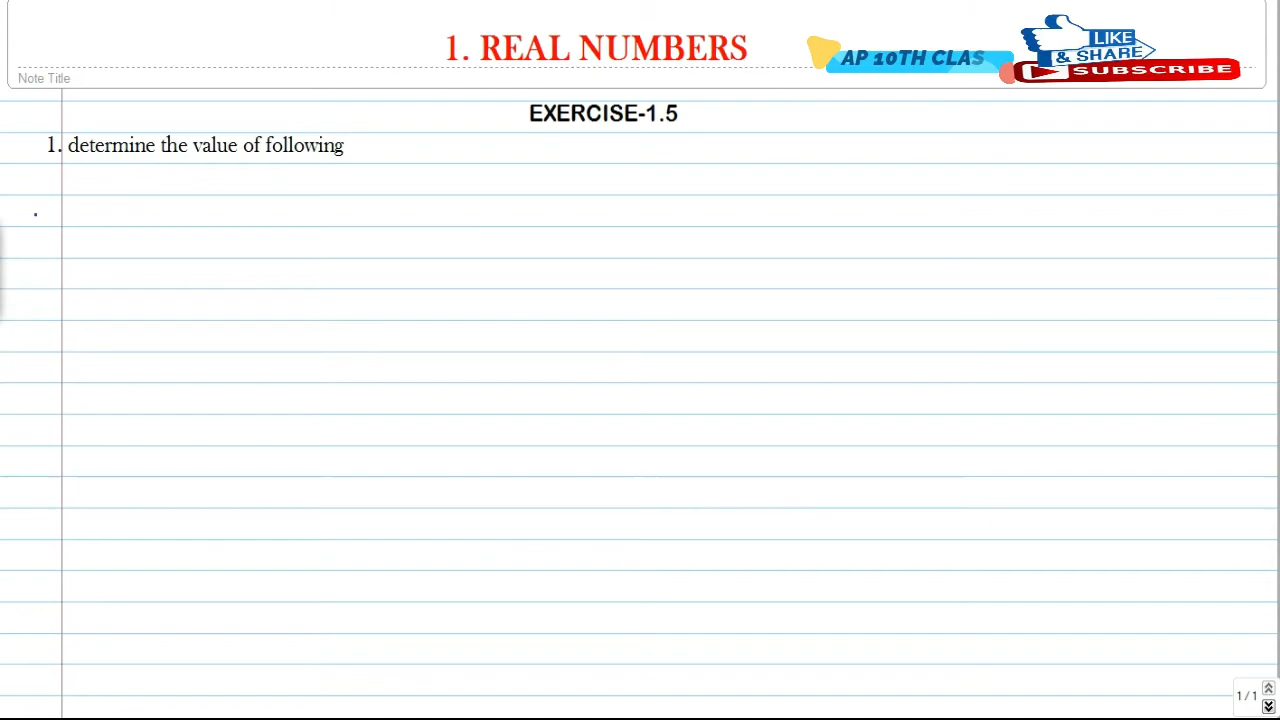 1. REAL NUMBERS
AP 10TH CLAS
LIKE
& SHARE
SUBSCRIBE
Note Title
EXERCISE-1.5
1. determine the value of following
1 / 1